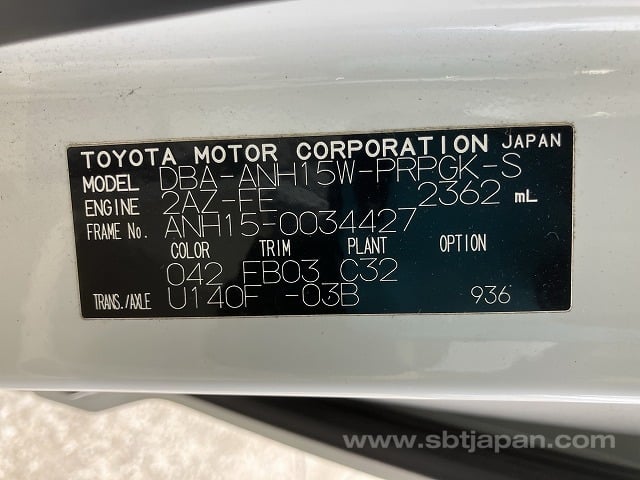 TOYOTA MOTOR CORPORATION JAPAN
MODEL DBA-ANH15W-PRPGK-S
ENGINE 2AZ-FE 2362 mL
FRAME No. ANH15-0034427
COLOR TRIM PLANT OPTION
042 FB03 C32
TRANS./AXLE U140F -03B 936
www.sbtjapan.com